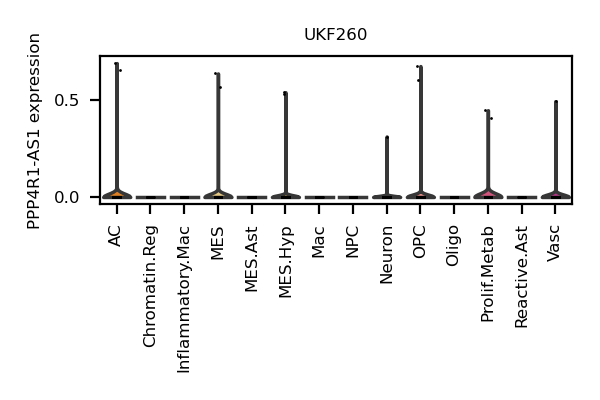 UKF260
PPP4R1-AS1 expression
0.5
0.0
AC
Chromatin.Reg
Inflammatory.Mac
MES
MES.Ast
MES.Hyp
Mac
NPC
Neuron
OPC
Oligo
Prolif.Metab
Reactive.Ast
Vasc